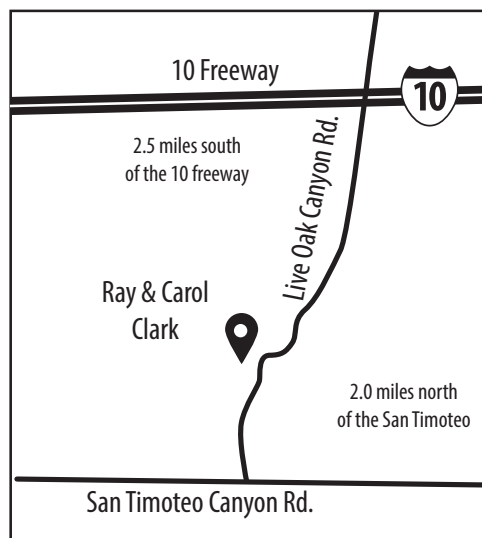 10 Freeway
10
2.5 miles south
of the 10 freeway
Live Oak Canyon Rd.
Ray & Carol
Clark
2.0 miles north
of the San Timoteo
San Timoteo Canyon Rd.